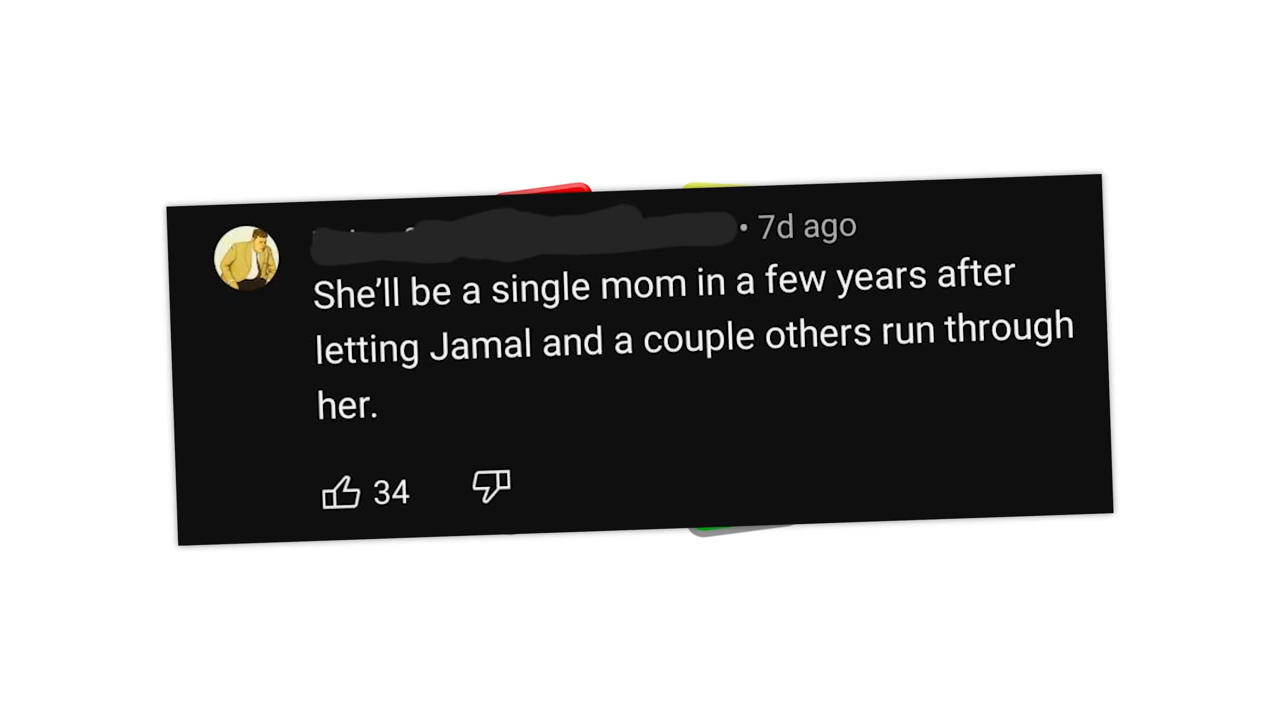 • 7d ago
She’ll be a single mom in a few years after
letting Jamal and a couple others run through
her.
34